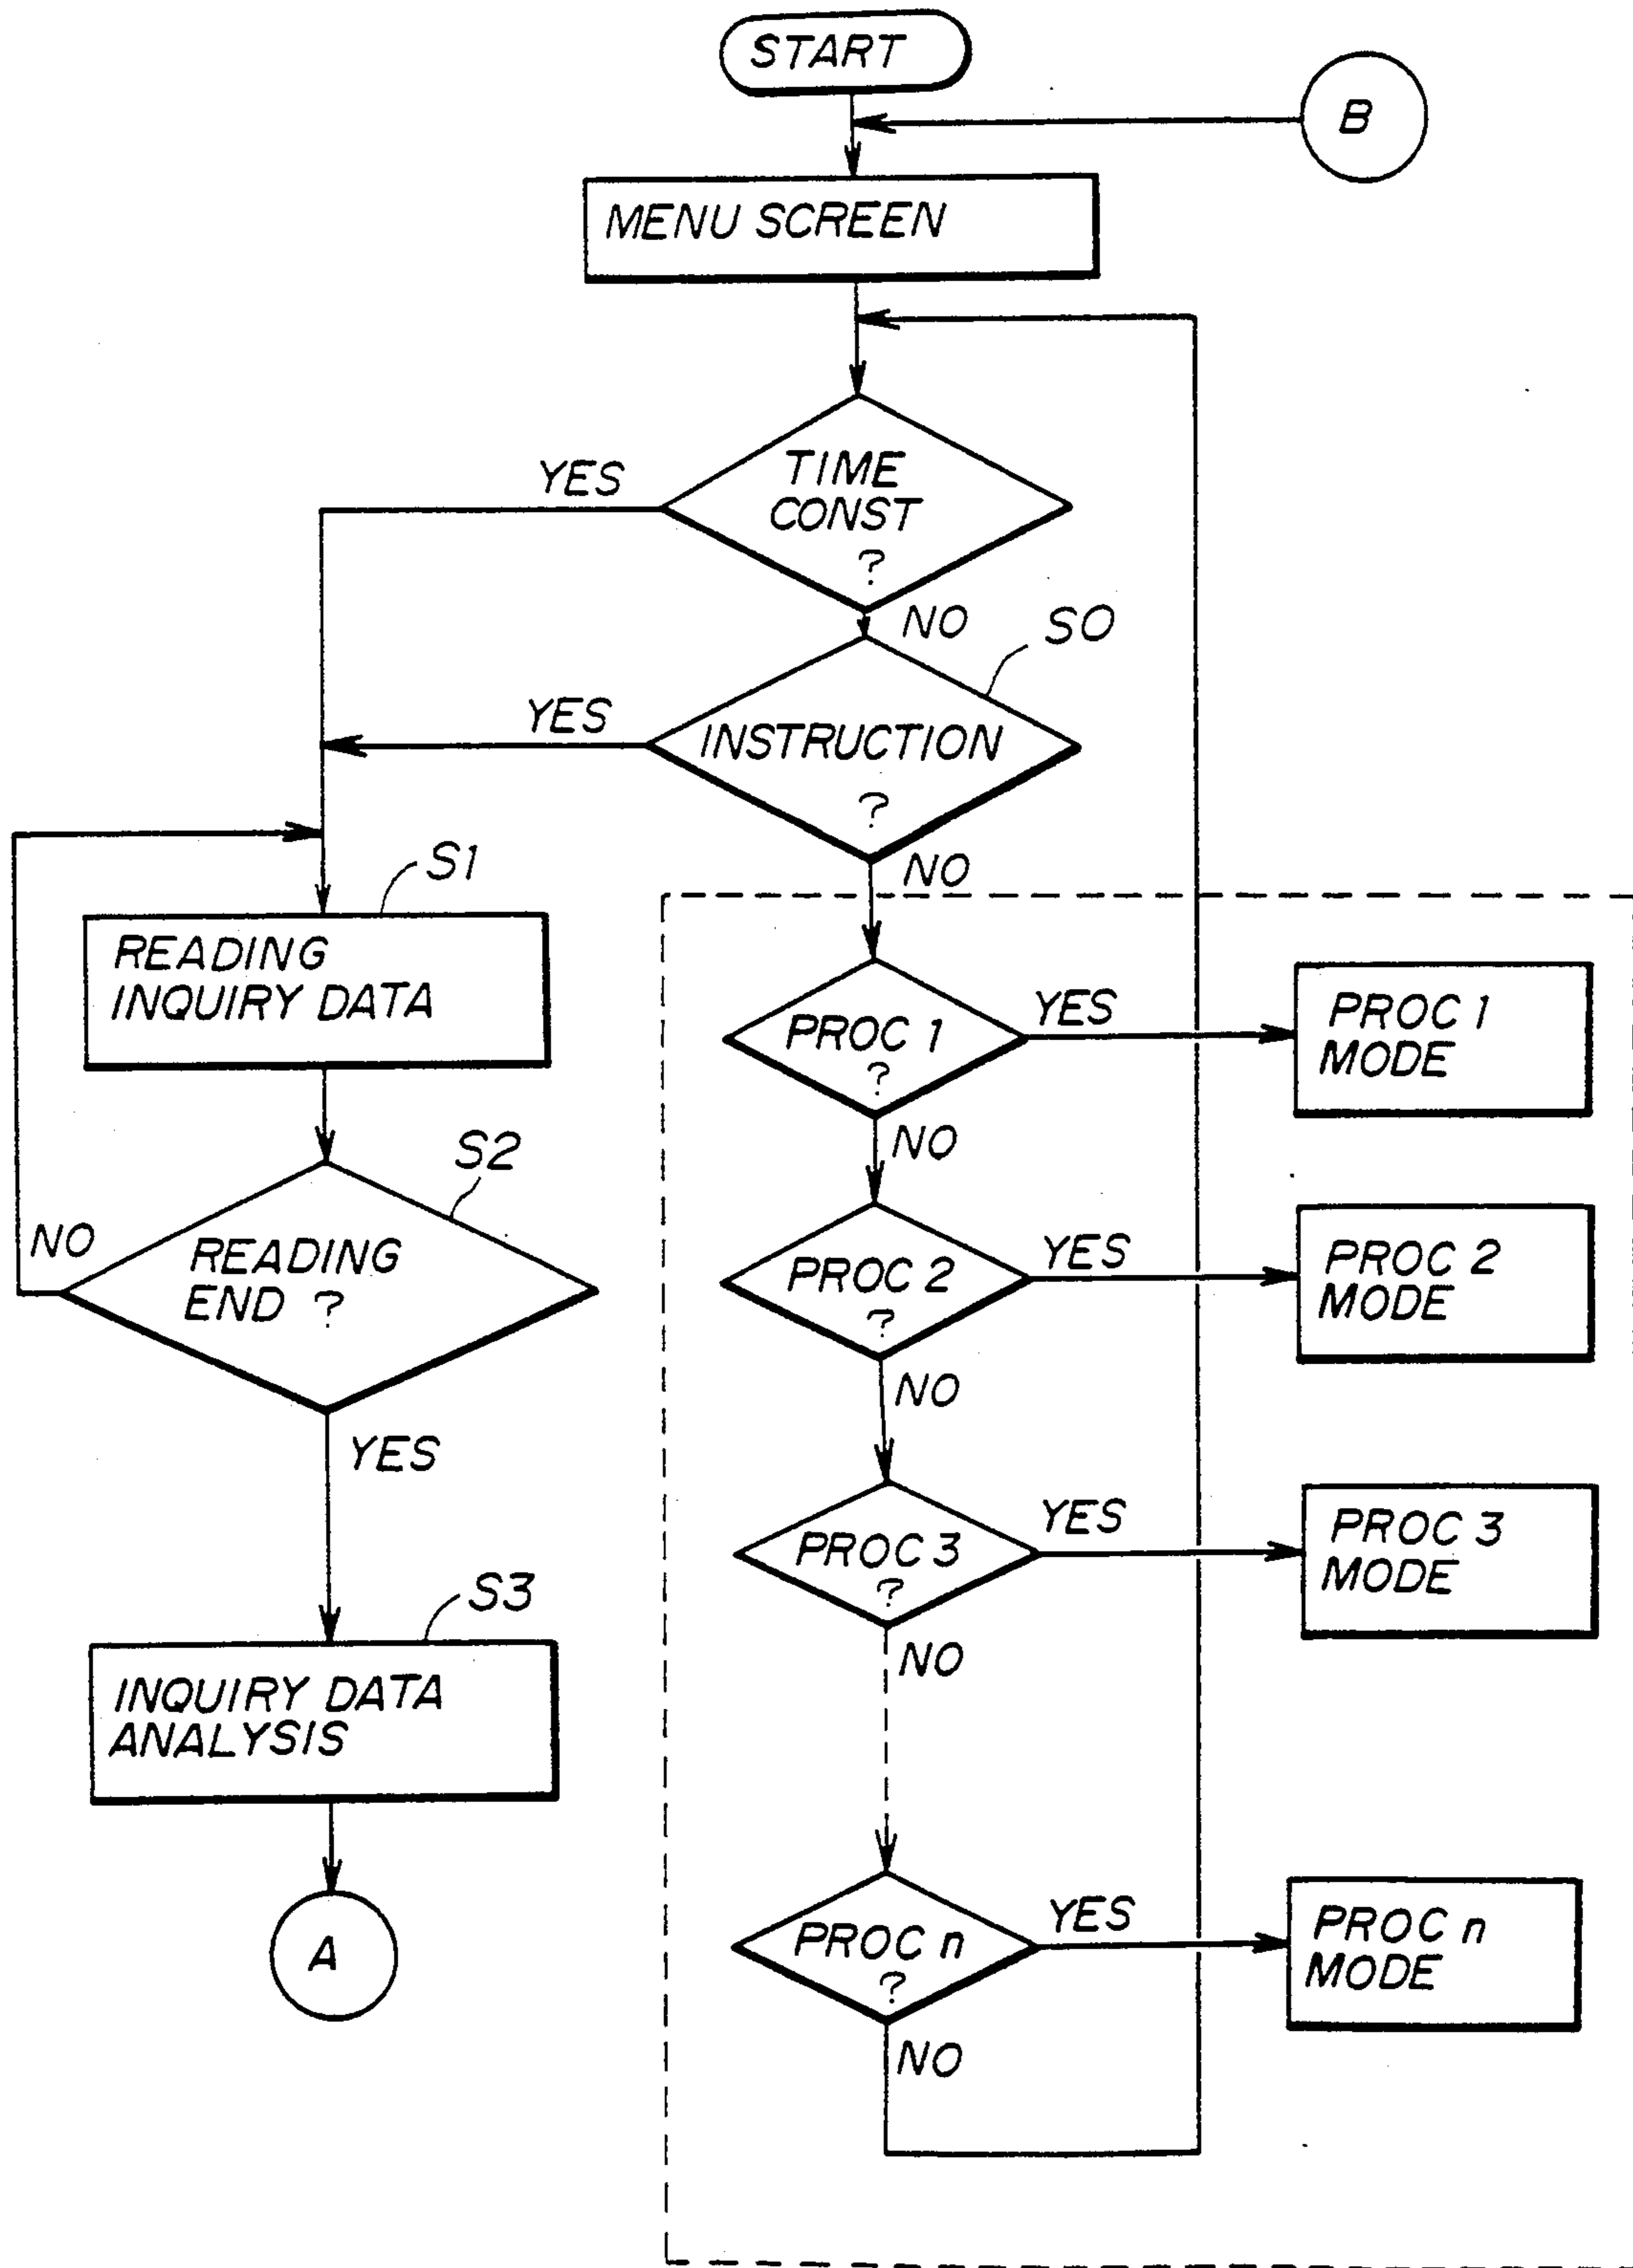 START
B
MENU SCREEN
TIME
CONST
?
YES
NO
S0
INSTRUCTION
?
YES
NO
S1
READING
INQUIRY DATA
S2
READING
END ?
NO
YES
S3
INQUIRY DATA
ANALYSIS
A
PROC 1
?
YES
PROC 1
MODE
NO
PROC 2
?
YES
PROC 2
MODE
NO
PROC 3
?
YES
PROC 3
MODE
NO
PROC n
?
YES
PROC n
MODE
NO